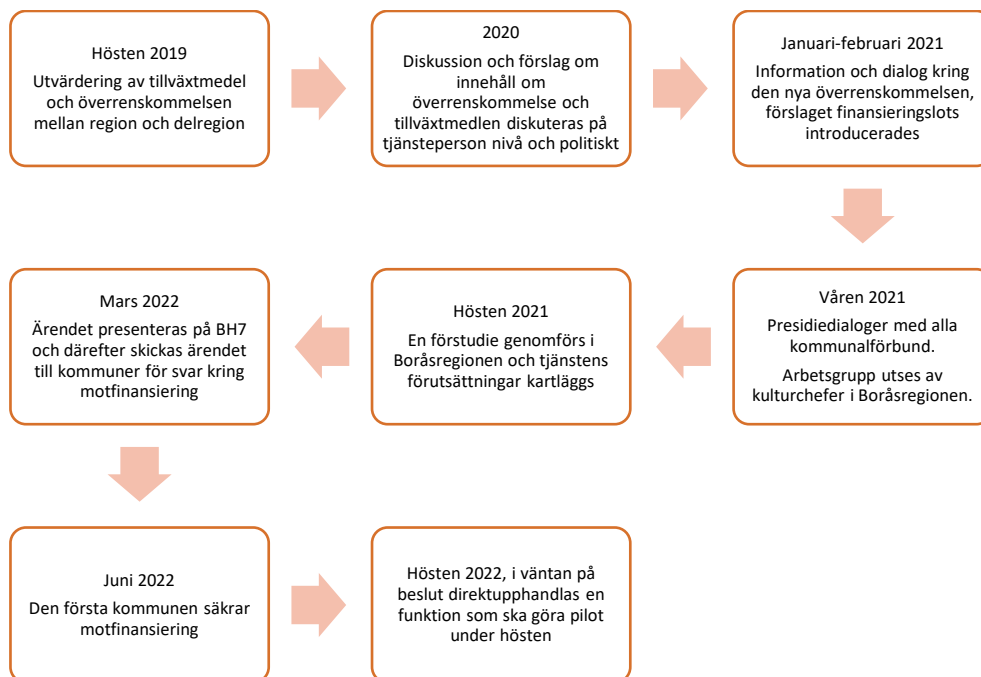 Hösten 2019
Utvärdering av tillväxtmedel
och överrenskommelsen
mellan region och delregion
2020
Diskussion och förslag om
innehåll om
överrenskommelse och
tillväxtmedlen diskuteras på
tjänsteperson nivå och politiskt
Januari-februari 2021
Information och dialog kring
den nya överrenskommelsen,
förslaget finansieringslots
introducerades
Våren 2021
Presidiedialoger med alla
kommunalförbund.
Arbetsgrupp utses av
kulturchefer i Boråsregionen.
Hösten 2021
En förstudie genomförs i
Boråsregionen och tjänstens
förutsättningar kartläggs
Mars 2022
Ärendet presenteras på BH7
och därefter skickas ärendet
till kommuner för svar kring
motfinansiering
Juni 2022
Den första kommunen säkrar
motfinansiering
Hösten 2022, i väntan på
beslut direktupphandlas en
funktion som ska göra pilot
under hösten